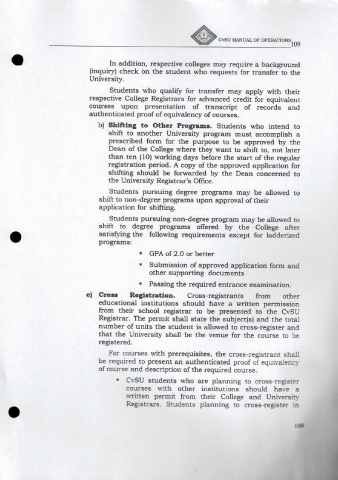 CvSU MANUAL OF OPERATIONS
109
In addition, respective colleges may require a background
(inquiry) check on the student who requests for transfer to the
University.
Students who qualify for transfer may apply with their
respective College Registrars for advanced credit for equivalent
courses upon presentation of transcript of records and
authenticated proof of equivalency of courses.
b) Shifting to Other Programs. Students who intend to
shift to another University program must accomplish a
prescribed form for the purpose to be approved by the
Dean of the College where they want to shift to, not later
than ten (10) working days before the start of the regular
registration period. A copy of the approved application for
shifting should be forwarded by the Dean concerned to
the University Registrar's Office.
Students pursuing degree programs may be allowed to
shift to non-degree programs upon approval of their
application for shifting.
Students pursuing non-degree program may be allowed to
shift to degree programs offered by the College after
satisfying the following requirements except for ladderized
programs:
• GPA of 2.0 or better
• Submission of approved application form and
other supporting documents
• Passing the required entrance examination.
c) Cross Registration. Cross-registrants from other
educational institutions should have a written permission
from their school registrar to be presented to the CvSU
Registrar. The permit shall state the subject(s) and the total
number of units the student is allowed to cross-register and
that the University shall be the venue for the course to be
registered.
For courses with prerequisites, the cross-registrant shall
be required to present an authenticated proof of equivalency
of course and description of the required course.
• CvSU students who are planning to cross-register
courses with other institutions should have a
written permit from their College and University
Registrars. Students planning to cross-register in
109